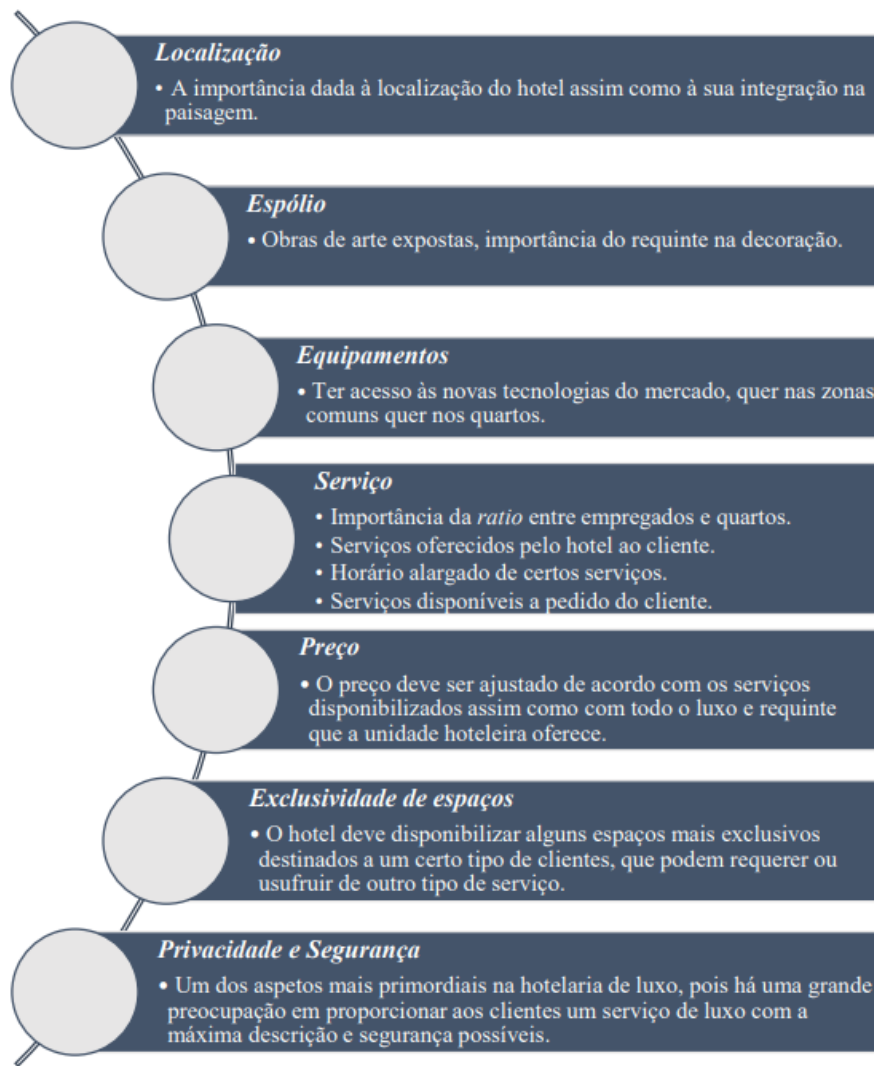 Localização
• A importância dada à localização do hotel assim como à sua integração na
paisagem.
Espólio
• Obras de arte expostas, importância do requinte na decoração.
Equipamentos
• Ter acesso às novas tecnologias do mercado, quer nas zonas
comuns quer nos quartos.
Serviço
• Importância da ratio entre empregados e quartos.
• Serviços oferecidos pelo hotel ao cliente.
• Horário alargado de certos serviços.
• Serviços disponíveis a pedido do cliente.
Preço
• O preço deve ser ajustado de acordo com os serviços
disponibilizados assim como com todo o luxo e requinte
que a unidade hoteleira oferece.
Exclusividade de espaços
• O hotel deve disponibilizar alguns espaços mais exclusivos
destinados a um certo tipo de clientes, que podem requerer ou
usufruir de outro tipo de serviço.
Privacidade e Segurança
• Um dos aspetos mais primordiais na hotelaria de luxo, pois há uma grande
preocupação em proporcionar aos clientes um serviço de luxo com a
máxima descrição e segurança possíveis.